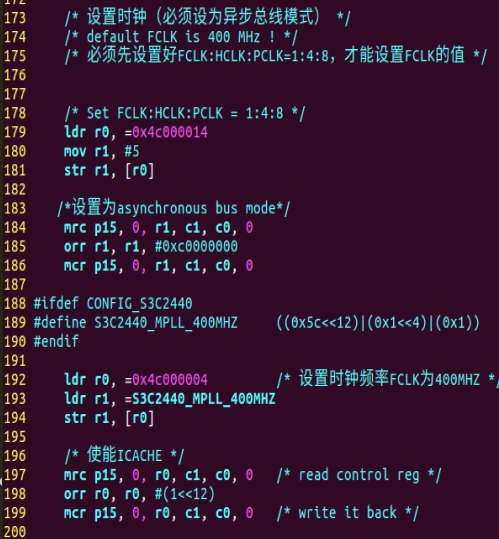 172
173 /* 设置时钟（必须设为异步总线模式） */
174 /* default FCLK is 400 MHz ! */
175 /* 必须先设置好FCLK:HCLK:PCLK=1:4:8，才能设置FCLK的值 */
176
177
178 /* Set FCLK:HCLK:PCLK = 1:4:8 */
179 ldr r0, =0x4c000014
180 mov r1, #5
181 str r1, [r0]
182
183 /*设置为asynchronous bus mode*/
184 mrc p15, 0, r1, c1, c0, 0
185 orr r1, r1, #0xc0000000
186 mcr p15, 0, r1, c1, c0, 0
187
188 #ifdef CONFIG_S3C2440
189 #define S3C2440_MPLL_400MHZ ((0x5c<<12)|(0x1<<4)|(0x1))
190 #endif
191
192 ldr r0, =0x4c000004 /* 设置时钟频率FCLK为400MHZ */
193 ldr r1, =S3C2440_MPLL_400MHZ
194 str r1, [r0]
195
196 /* 使能ICACHE */
197 mrc p15, 0, r0, c1, c0, 0 /* read control reg */
198 orr r0, r0, #(1<<12)
199 mcr p15, 0, r0, c1, c0, 0 /* write it back */
200